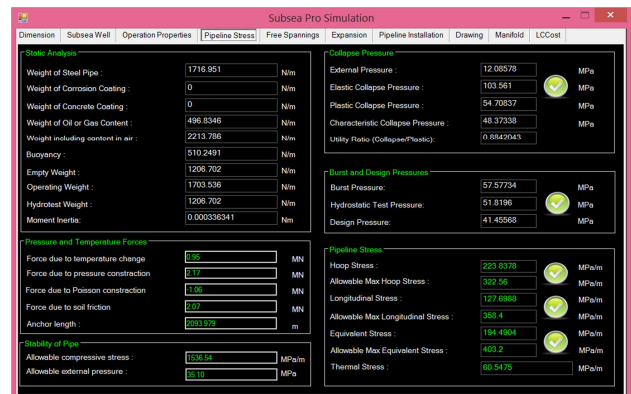 Subsea Pro Simulation
Dimension Subsea Well Operation Properties Pipeline Stress Free Spannings Expansion Pipeline Installation Drawing Manifold LCCost
Static Analysis
Weight of Steel Pipe : 1716.951 N/m
Weight of Corrosion Coating : 0 N/m
Weight of Concrete Coating : 0 N/m
Weight of Oil or Gas Content : 496.8346 N/m
Weight including content in air : 2213.786 N/m
Buoyancy : 510.2491 N/m
Empty Weight : 1206.702 N/m
Operating Weight : 1703.536 N/m
Hydrotest Weight : 1206.702 N/m
Moment Inertia: 0.000336341 Nm
Pressure and Temperature Forces
Force due to temperature change 0.95 MN
Force due to pressure constraction 2.17 MN
Force due to Poisson constraction -1.06 MN
Force due to soil friction 2.07 MN
Anchor length : 2093.979 m
Stability of Pipe
Allowable compressive stress : 1536.54 MPa/m
Allowable external pressure : 35.10 MPa
Collapse Pressure
External Pressure : 12.08578 MPa
Elastic Collapse Pressure : 103.561 MPa
Plastic Collapse Pressure : 54.70837 MPa
Characteristic Collapse Pressure : 48.37338 MPa
Utility Ratio (Collapse/Plastic): 0.8842043
Burst and Design Pressures
Burst Pressure: 57.57734 MPa
Hydrostatic Test Pressure: 51.8196 MPa
Design Pressure: 41.45568 MPa
Pipeline Stress
Hoop Stress : 223.8378 MPa/m
Allowable Max Hoop Stress : 322.56 MPa/m
Longitudinal Stress : 127.6988 MPa/m
Allowable Max Longitudinal Stress : 358.4 MPa/m
Equivalent Stress : 194.4904 MPa/m
Allowable Max Equivalent Stress : 403.2 MPa/m
Thermal Stress : 60.5475 MPa/m